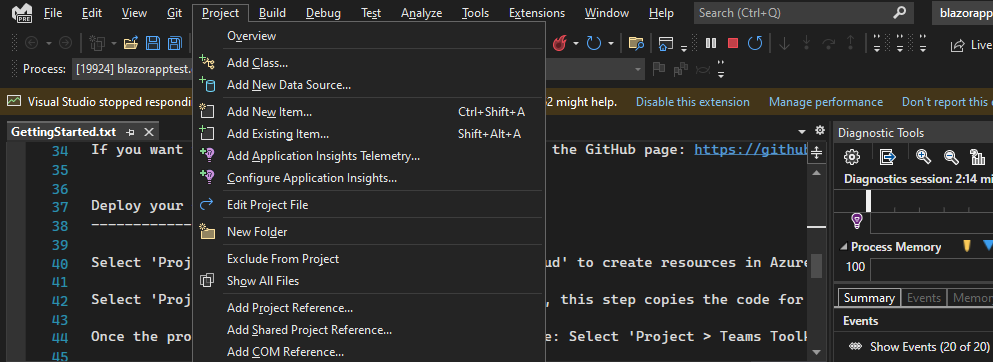 File Edit View Git Project Build Debug Test Analyze Tools Extensions Window Help Search (Ctrl+Q) blazorapp
PRE
Live
Process: [19924] blazorapptest.
Visual Studio stopped respondi 2 might help. Disable this extension Manage performance Don't report this
Overview
Add Class...
Add New Data Source...
Add New Item... Ctrl+Shift+A
Add Existing Item... Shift+Alt+A
Add Application Insights Telemetry...
Configure Application Insights...
Edit Project File
New Folder
Exclude From Project
Show All Files
Add Project Reference...
Add Shared Project Reference...
Add COM Reference...
GettingStarted.txt
34 If you want the GitHub page: https://github
35
36
37 Deploy your
38 ------------
39
40 Select 'Proj ud' to create resources in Azure
41
42 Select 'Proj , this step copies the code for
43
44 Once the pro e: Select 'Project > Teams Toolk
Diagnostic Tools
Diagnostics session: 2:14 mi
Process Memory
100
Summary Events Memor
Events
Show Events (20 of 20)